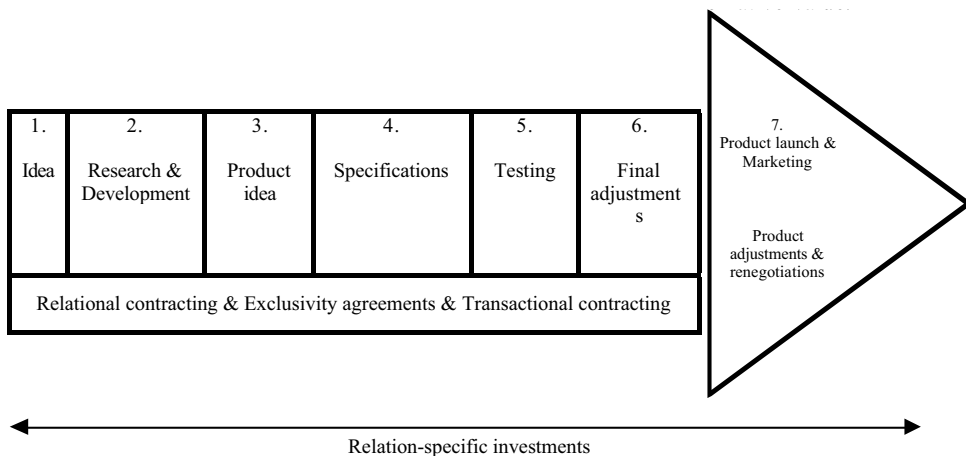 1.
Idea
2.
Research &
Development
3.
Product
idea
4.
Specifications
5.
Testing
6.
Final
adjustment
s
7.
Product launch &
Marketing
Product
adjustments &
renegotiations
Relational contracting & Exclusivity agreements & Transactional contracting
Relation-specific investments